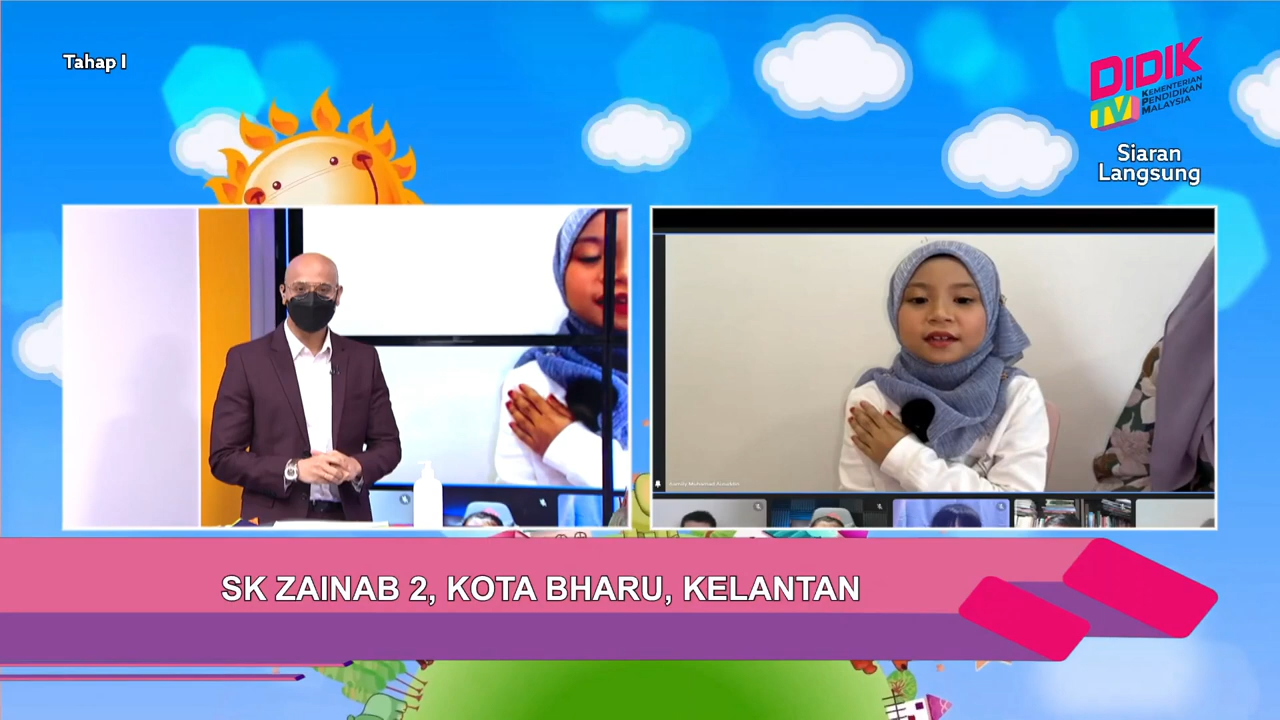 Tahap I
DIDIK
TV
KEMENTERIAN
PENDIDIKAN
MALAYSIA
Siaran
Langsung
SK ZAINAB 2, KOTA BHARU, KELANTAN